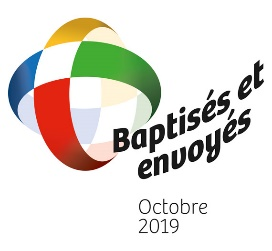 Baptisés et
envoyés
Octobre
2019